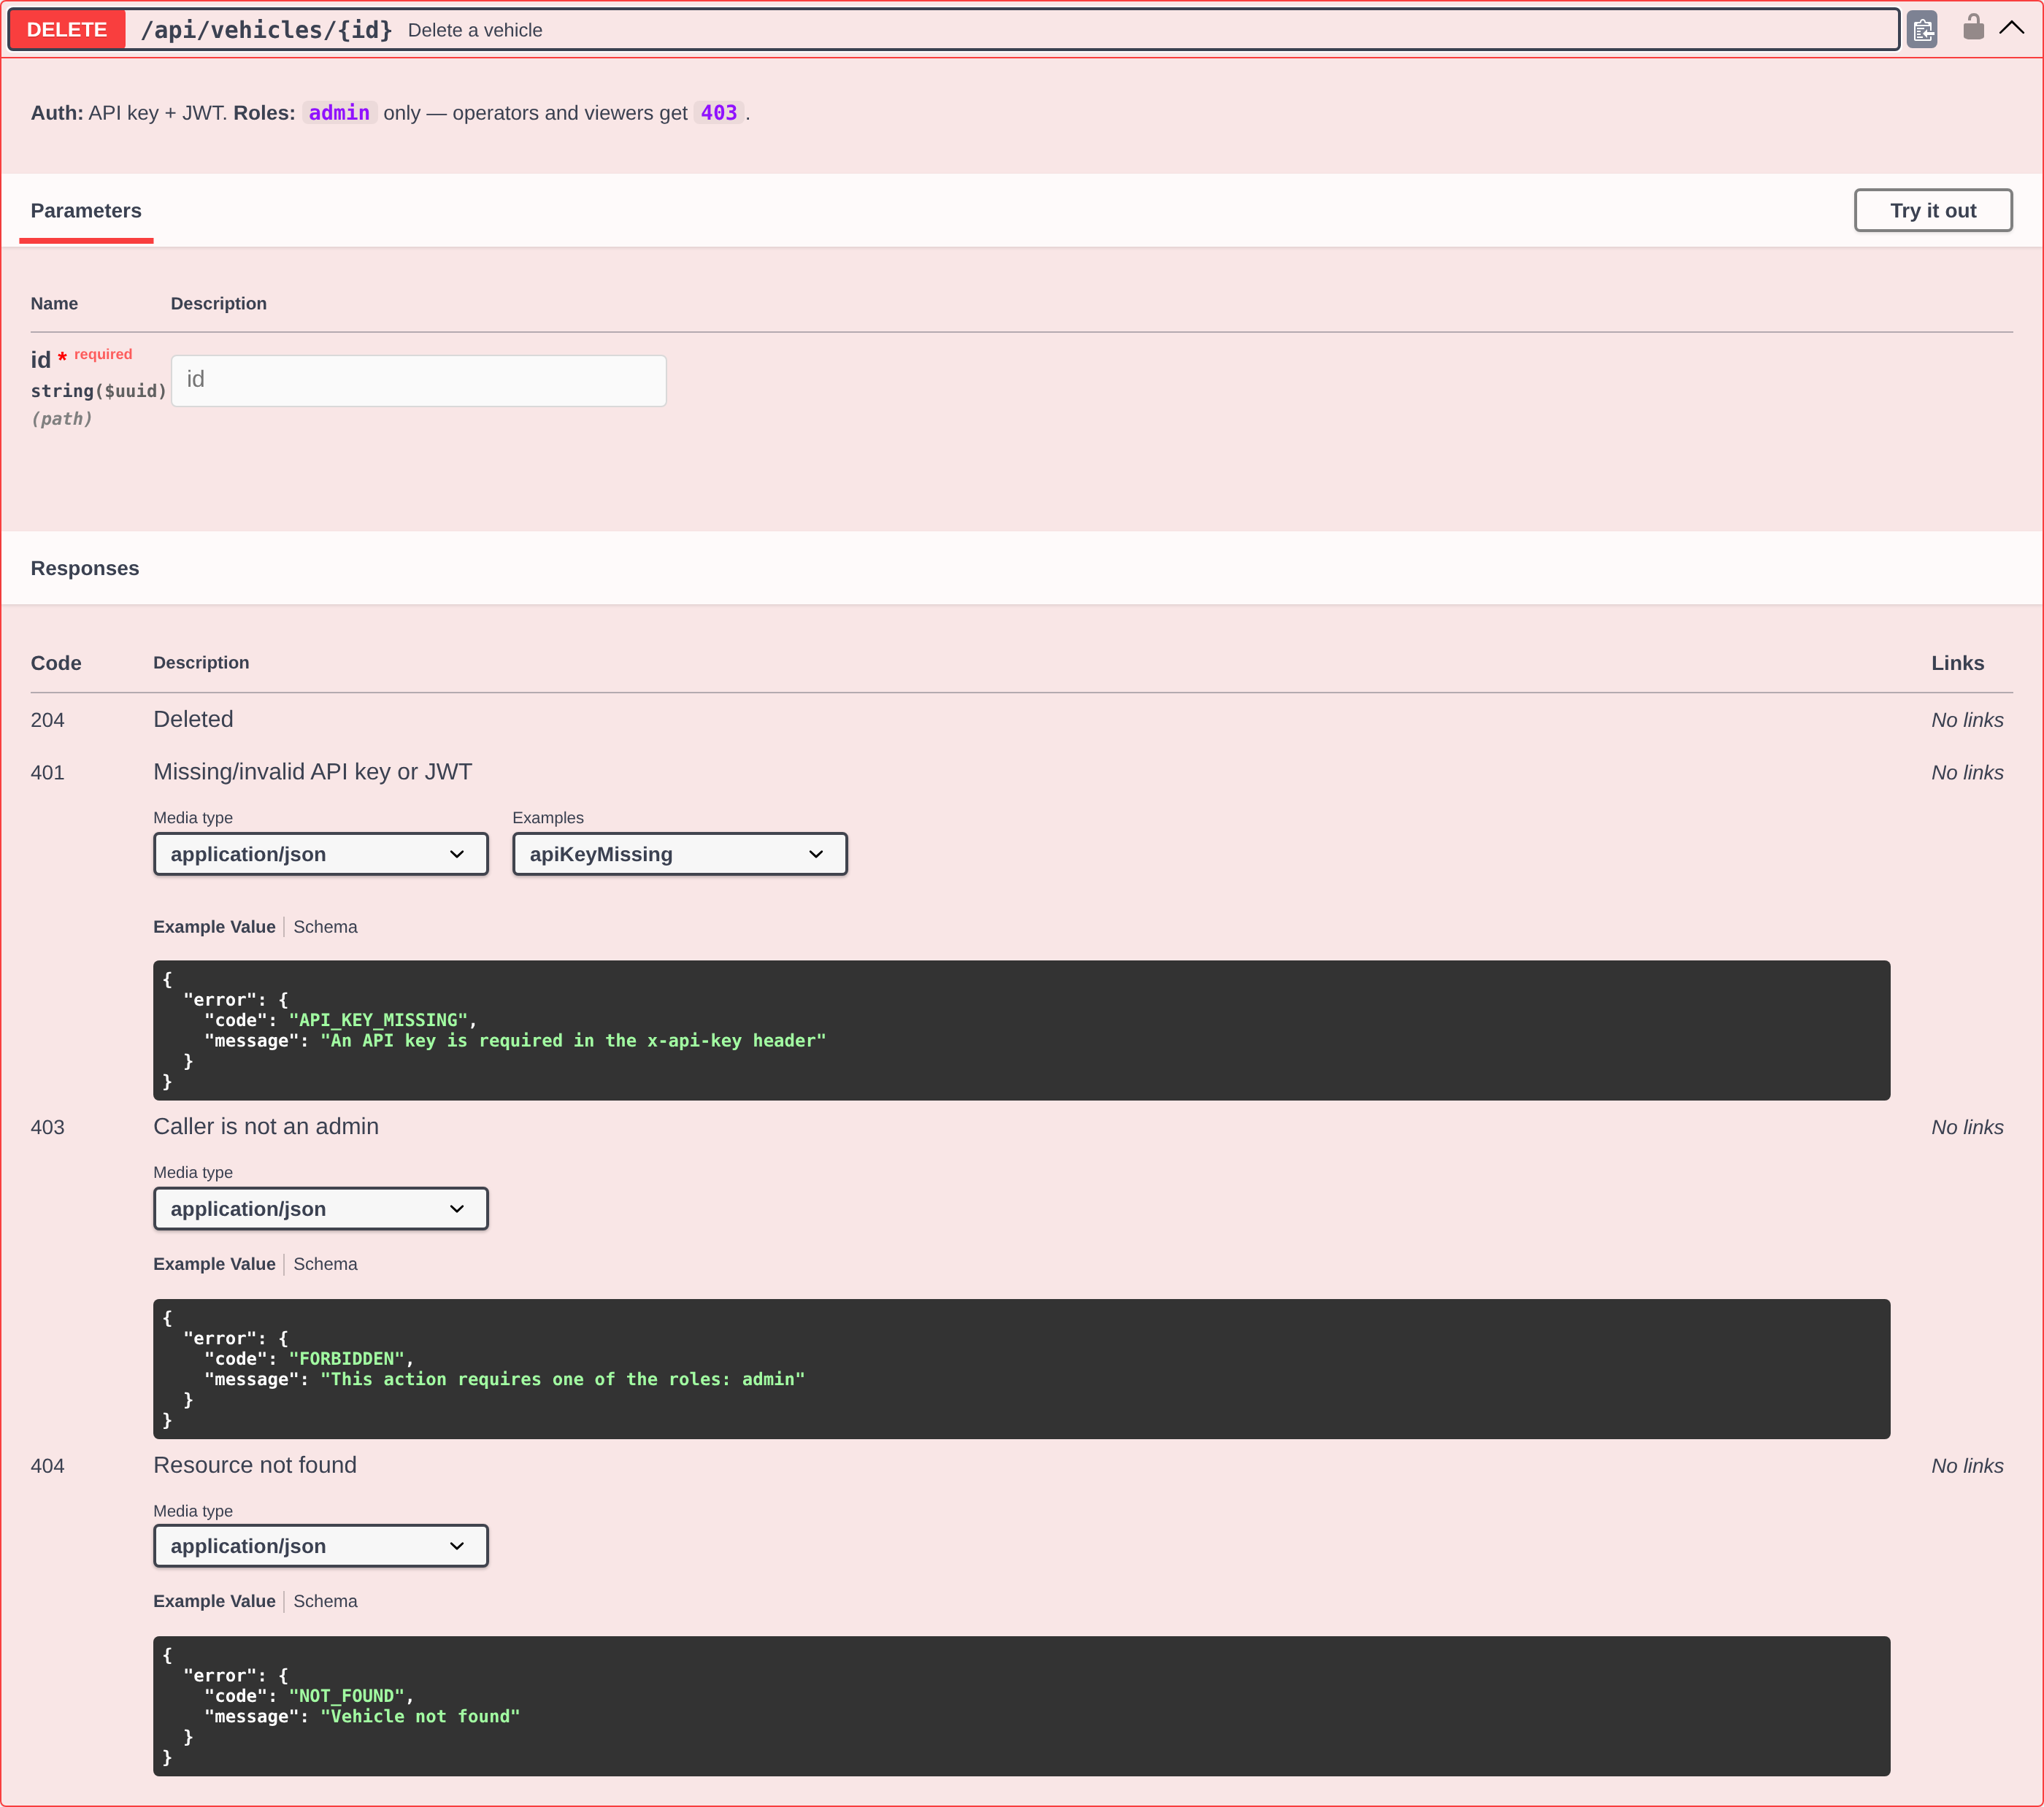 DELETE /api/vehicles/{id} Delete a vehicle
Auth: API key + JWT. Roles: admin only — operators and viewers get 403.
Parameters Try it out
Name Description
id * required
string($uuid)
(path)
id
Responses
Code Description Links
204 Deleted No links
401 Missing/invalid API key or JWT No links
Media type Examples
application/json apiKeyMissing
Example Value Schema
{
  "error": {
    "code": "API_KEY_MISSING",
    "message": "An API key is required in the x-api-key header"
  }
}
403 Caller is not an admin No links
Media type
application/json
Example Value Schema
{
  "error": {
    "code": "FORBIDDEN",
    "message": "This action requires one of the roles: admin"
  }
}
404 Resource not found No links
Media type
application/json
Example Value Schema
{
  "error": {
    "code": "NOT_FOUND",
    "message": "Vehicle not found"
  }
}